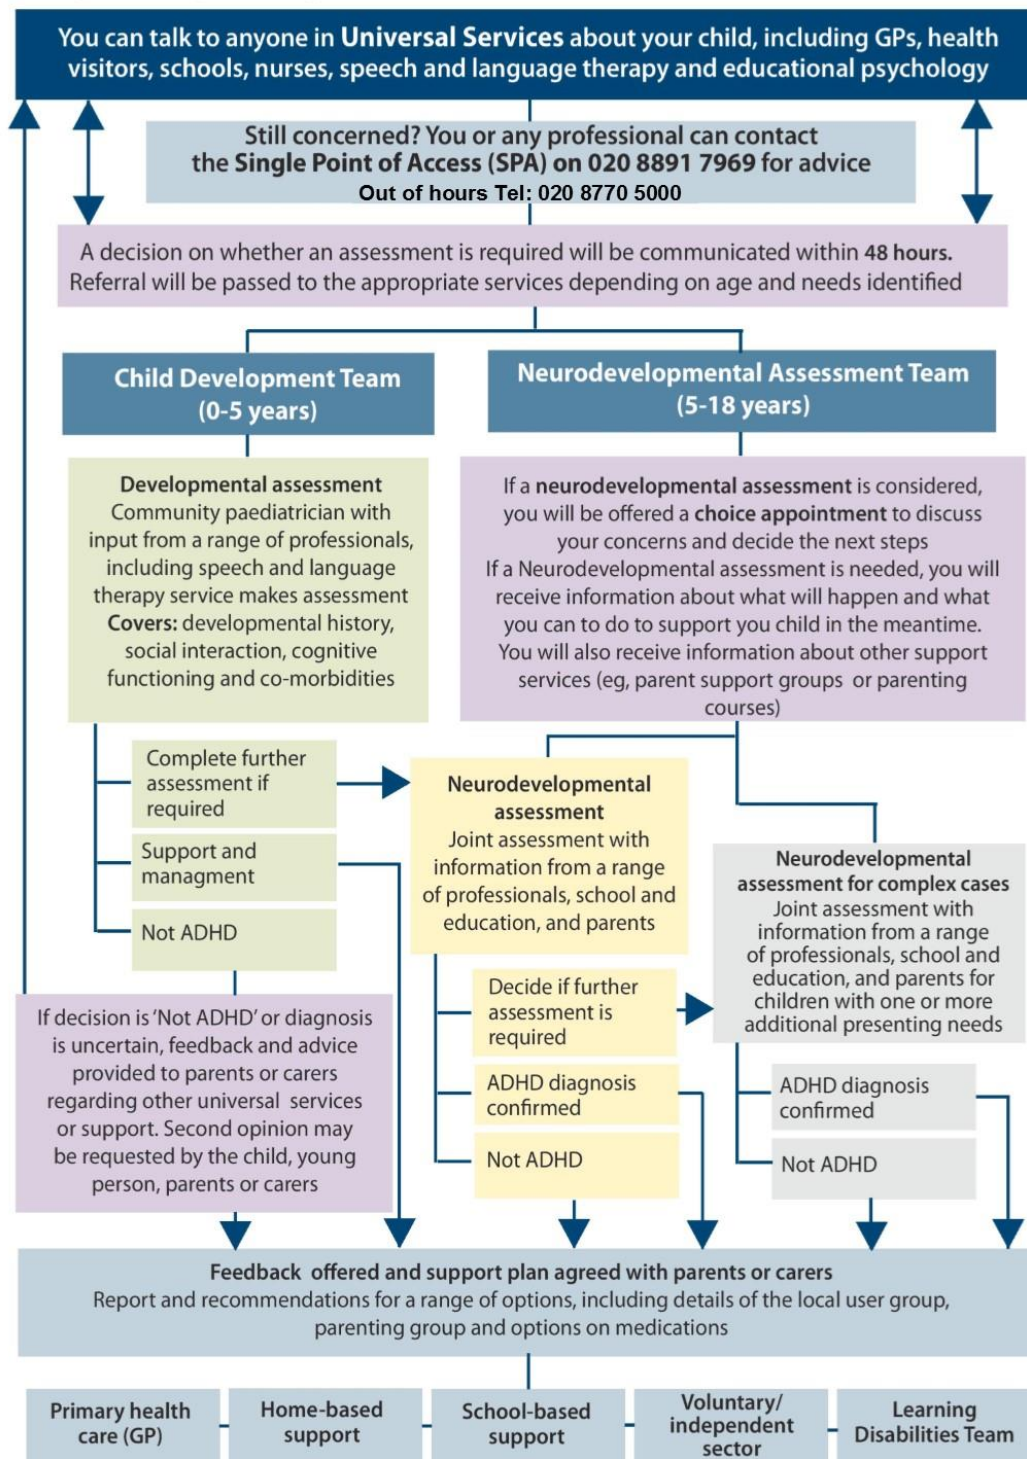 You can talk to anyone in Universal Services about your child, including GPs, health
visitors, schools, nurses, speech and language therapy and educational psychology
Still concerned? You or any professional can contact
the Single Point of Access (SPA) on 020 8891 7969 for advice
Out of hours Tel: 020 8770 5000
A decision on whether an assessment is required will be communicated within 48 hours.
Referral will be passed to the appropriate services depending on age and needs identified
Child Development Team
(0-5 years)
Neurodevelopmental Assessment Team
(5-18 years)
Developmental assessment
Community paediatrician with
input from a range of professionals,
including speech and language
therapy service makes assessment
Covers: developmental history,
social interaction, cognitive
functioning and co-morbidities
If a neurodevelopmental assessment is considered,
you will be offered a choice appointment to discuss
your concerns and decide the next steps
If a Neurodevelopmental assessment is needed, you will
receive information about what will happen and what
you can to do to support you child in the meantime.
You will also receive information about other support
services (eg, parent support groups or parenting
courses)
Complete further
assessment if
required
Support and
managment
Not ADHD
Neurodevelopmental
assessment
Joint assessment with
information from a range
of professionals, school and
education, and parents
Neurodevelopmental
assessment for complex cases
Joint assessment with
information from a range
of professionals, school and
education, and parents for
children with one or more
additional presenting needs
If decision is 'Not ADHD' or diagnosis
is uncertain, feedback and advice
provided to parents or carers
regarding other universal services
or support. Second opinion may
be requested by the child, young
person, parents or carers
Decide if further
assessment is
required
ADHD diagnosis
confirmed
Not ADHD
ADHD diagnosis
confirmed
Not ADHD
Feedback offered and support plan agreed with parents or carers
Report and recommendations for a range of options, including details of the local user group,
parenting group and options on medications
Primary health
care (GP)
Home-based
support
School-based
support
Voluntary/
independent
sector
Learning
Disabilities Team